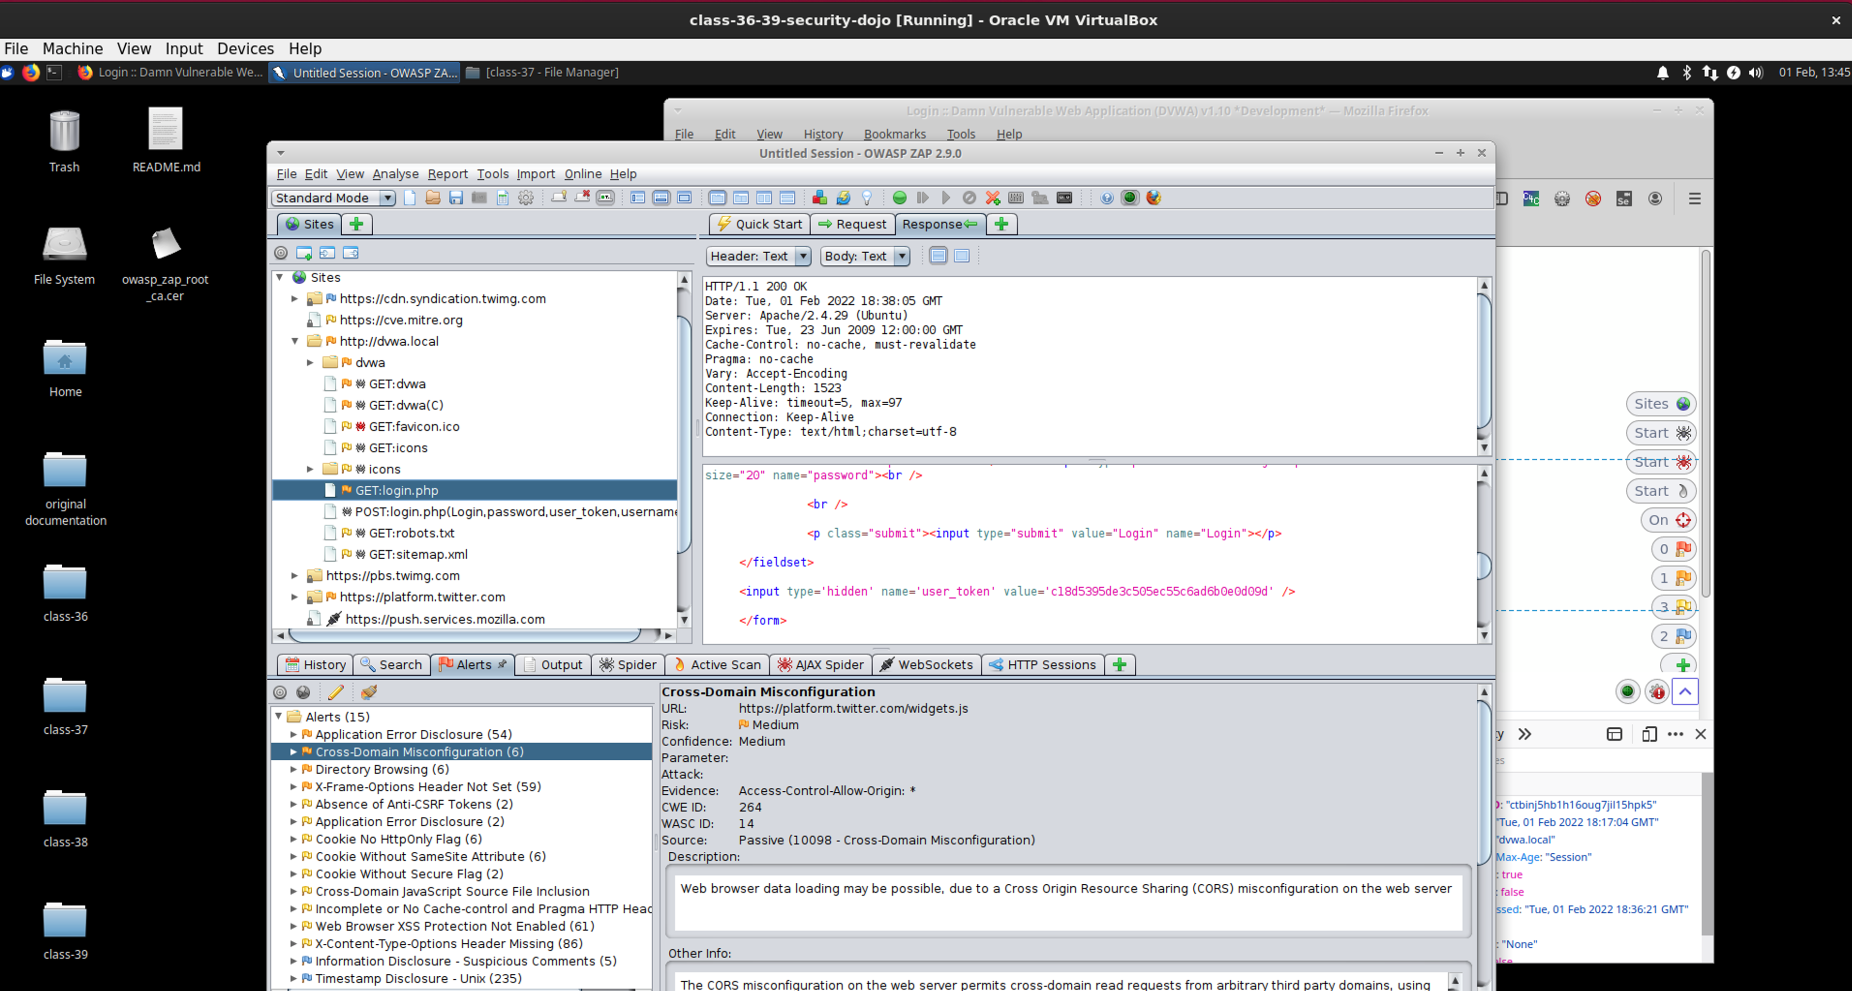 class-36-39-security-dojo [Running] - Oracle VM VirtualBox
File Machine View Input Devices Help
Login :: Damn Vulnerable We...
Untitled Session - OWASP ZA...
[class-37 - File Manager]
01 Feb, 13:45
Trash
README.md
File System
owasp_zap_root
_ca.cer
Home
original
documentation
class-36
class-37
class-38
class-39
Login :: Damn Vulnerable Web Application (DVWA) v1.10 *Development* — Mozilla Firefox
File Edit View History Bookmarks Tools Help
Untitled Session - OWASP ZAP 2.9.0
File Edit View Analyse Report Tools Import Online Help
Standard Mode
Sites
Quick Start
Request
Response
Header: Text
Body: Text
Sites
https://cdn.syndication.twimg.com
https://cve.mitre.org
http://dvwa.local
dvwa
GET:dvwa
GET:dvwa(C)
GET:favicon.ico
GET:icons
icons
GET:login.php
POST:login.php(Login,password,user_token,username
GET:robots.txt
GET:sitemap.xml
https://pbs.twimg.com
https://platform.twitter.com
https://push.services.mozilla.com
HTTP/1.1 200 OK
Date: Tue, 01 Feb 2022 18:38:05 GMT
Server: Apache/2.4.29 (Ubuntu)
Expires: Tue, 23 Jun 2009 12:00:00 GMT
Cache-Control: no-cache, must-revalidate
Pragma: no-cache
Vary: Accept-Encoding
Content-Length: 1523
Keep-Alive: timeout=5, max=97
Connection: Keep-Alive
Content-Type: text/html;charset=utf-8
size="20" name="password"><br />
<br />
<p class="submit"><input type="submit" value="Login" name="Login"></p>
</fieldset>
<input type='hidden' name='user_token' value='c18d5395de3c505ec55c6ad6b0e0d09d' />
</form>
Sites
Start
Start
Start
On
0
1
3
2
History
Search
Alerts
Output
Spider
Active Scan
AJAX Spider
WebSockets
HTTP Sessions
Alerts (15)
Application Error Disclosure (54)
Cross-Domain Misconfiguration (6)
Directory Browsing (6)
X-Frame-Options Header Not Set (59)
Absence of Anti-CSRF Tokens (2)
Application Error Disclosure (2)
Cookie No HttpOnly Flag (6)
Cookie Without SameSite Attribute (6)
Cookie Without Secure Flag (2)
Cross-Domain JavaScript Source File Inclusion
Incomplete or No Cache-control and Pragma HTTP Heac
Web Browser XSS Protection Not Enabled (61)
X-Content-Type-Options Header Missing (86)
Information Disclosure - Suspicious Comments (5)
Timestamp Disclosure - Unix (235)
Cross-Domain Misconfiguration
URL: https://platform.twitter.com/widgets.js
Risk: Medium
Confidence: Medium
Parameter:
Attack:
Evidence: Access-Control-Allow-Origin: *
CWE ID: 264
WASC ID: 14
Source: Passive (10098 - Cross-Domain Misconfiguration)
Description:
Web browser data loading may be possible, due to a Cross Origin Resource Sharing (CORS) misconfiguration on the web server
Other Info:
The CORS misconfiguration on the web server permits cross-domain read requests from arbitrary third party domains, using
ty
es
D: "ctbinj5hb1h16oug7jil15hpk5"
"Tue, 01 Feb 2022 18:17:04 GMT"
"dvwa.local"
Max-Age: "Session"
: true
: false
ssed: "Tue, 01 Feb 2022 18:36:21 GMT"
: "None"